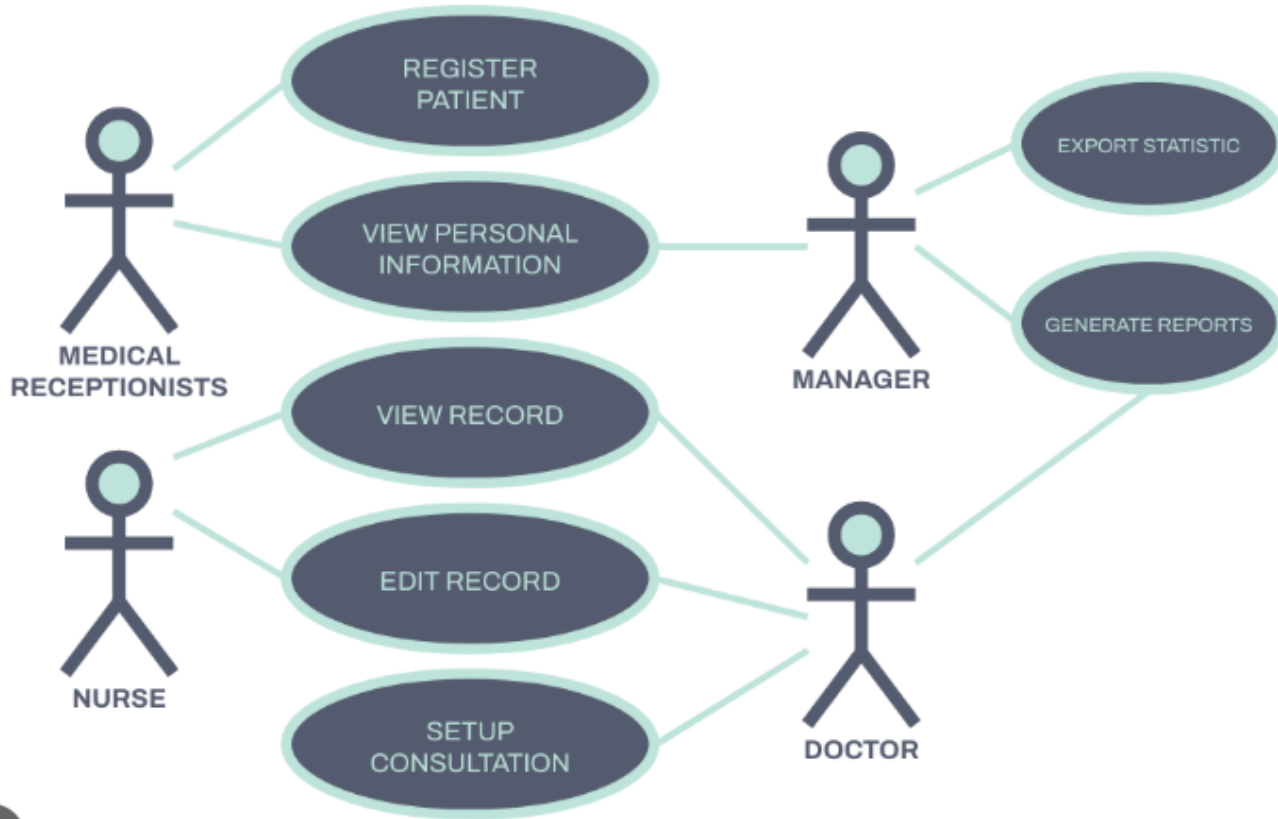 REGISTER
PATIENT
EXPORT STATISTIC
VIEW PERSONAL
INFORMATION
GENERATE REPORTS
MEDICAL
RECEPTIONISTS
MANAGER
VIEW RECORD
EDIT RECORD
NURSE
SETUP
CONSULTATION
DOCTOR